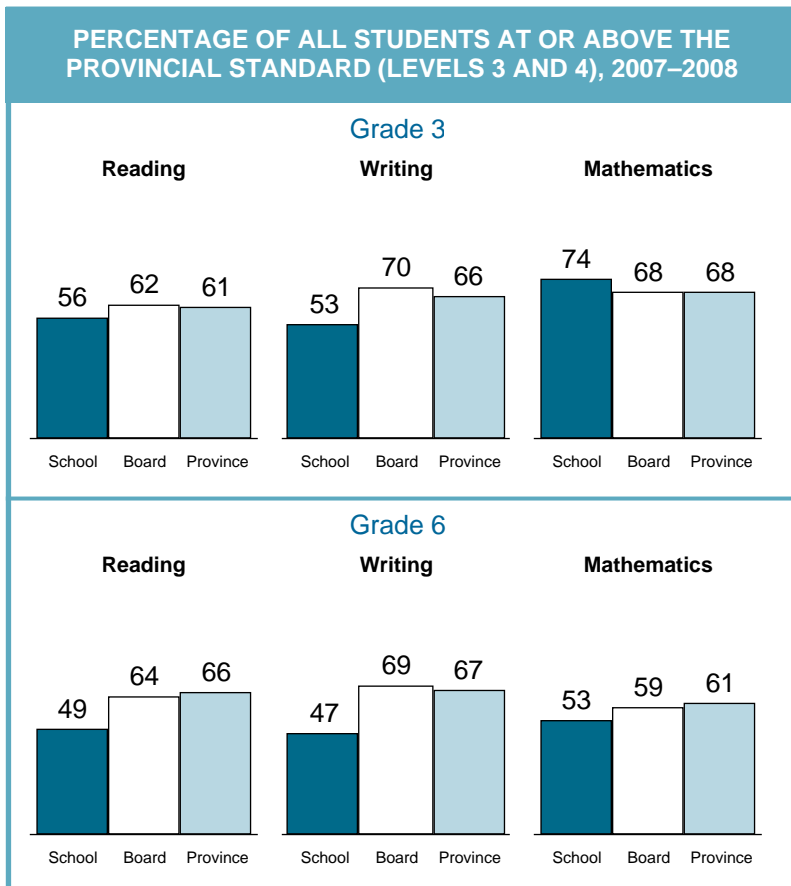 PERCENTAGE OF ALL STUDENTS AT OR ABOVE THE
PROVINCIAL STANDARD (LEVELS 3 AND 4), 2007–2008
Grade 3
Reading Writing Mathematics
56 62 61 53 70 66 74 68 68
School Board Province School Board Province School Board Province
Grade 6
Reading Writing Mathematics
49 64 66 47 69 67 53 59 61
School Board Province School Board Province School Board Province